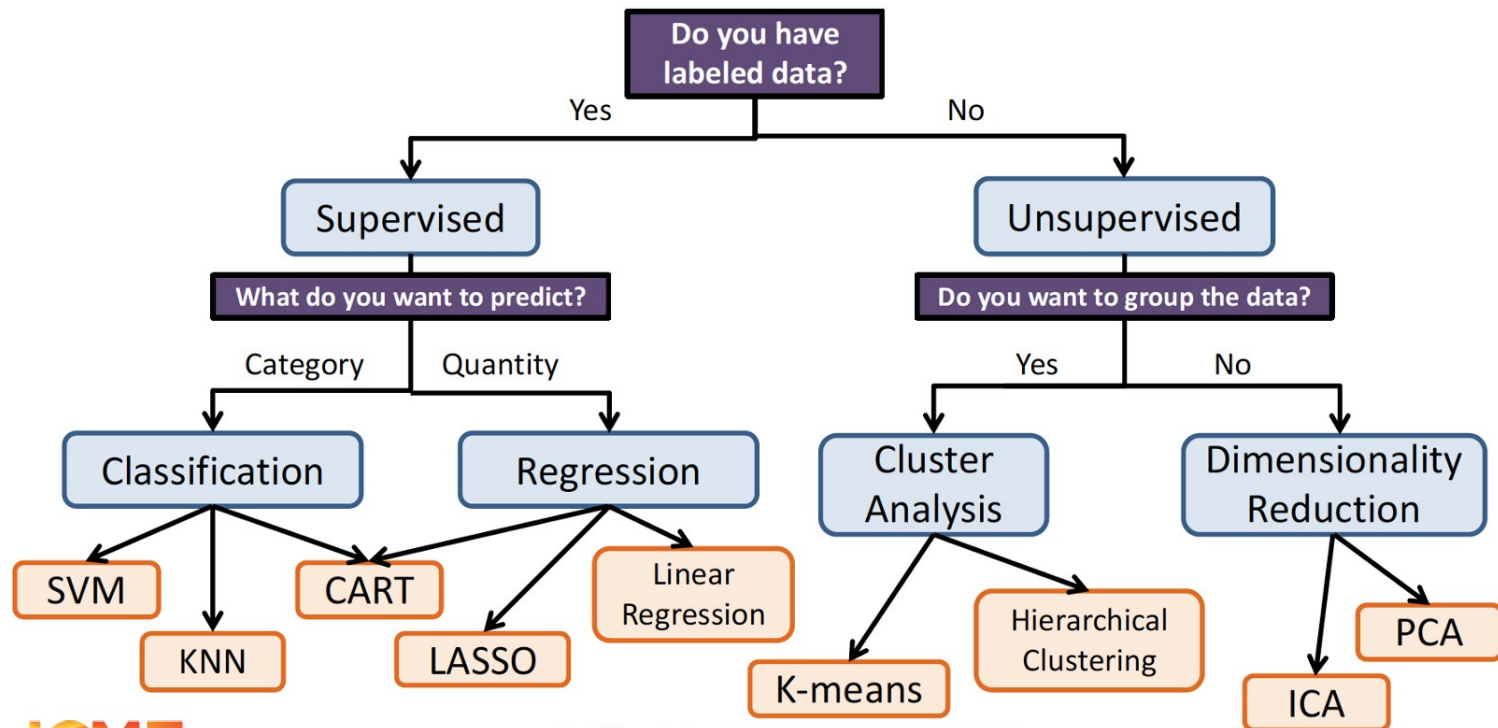 Do you have
labeled data?
Yes
No
Supervised
Unsupervised
What do you want to predict?
Do you want to group the data?
Category
Quantity
Yes
No
Classification
Regression
Cluster
Analysis
Dimensionality
Reduction
SVM
CART
Linear
Regression
KNN
LASSO
K-means
Hierarchical
Clustering
PCA
ICA